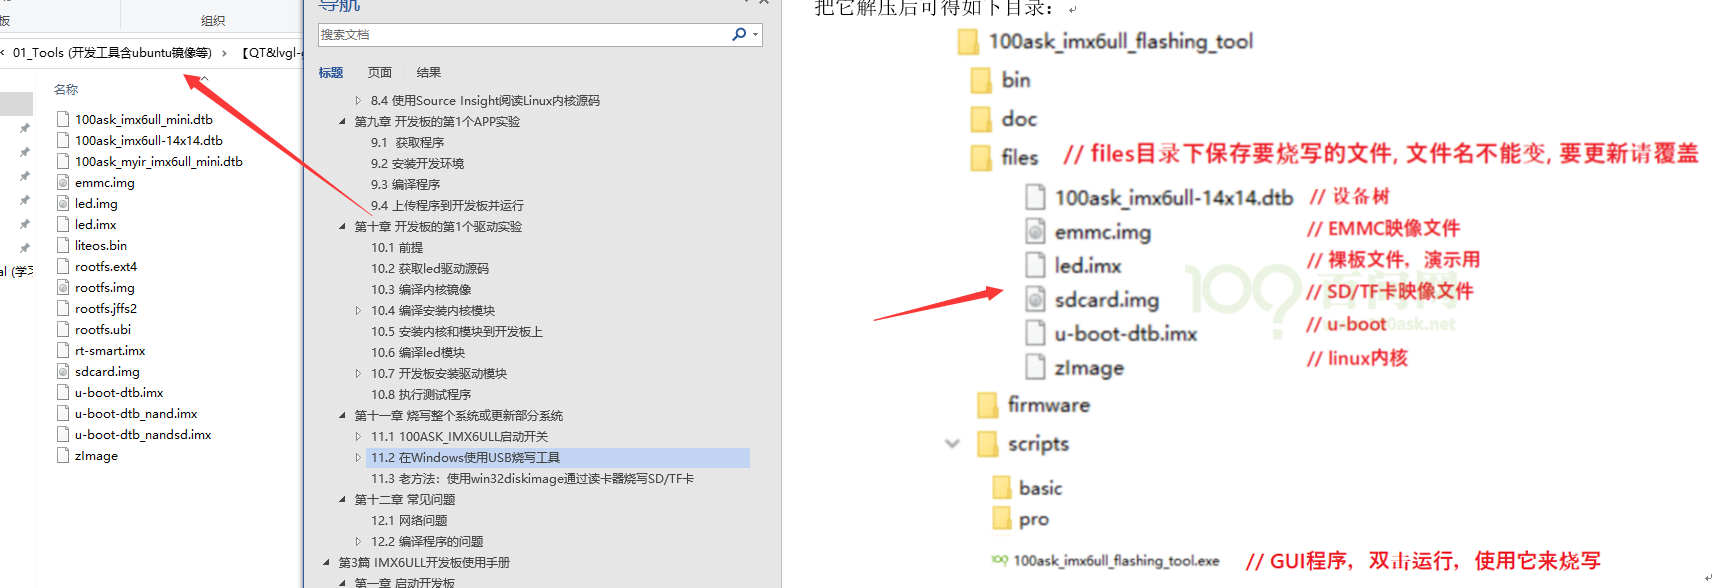 板
组织
01_Tools (开发工具含ubuntu镜像等) › 【QT&lvgl-
名称
100ask_imx6ull_mini.dtb
100ask_imx6ull-14x14.dtb
100ask_myir_imx6ull_mini.dtb
emmc.img
led.img
led.imx
liteos.bin
al (学习
rootfs.ext4
rootfs.img
rootfs.jffs2
rootfs.ubi
rt-smart.imx
sdcard.img
u-boot-dtb.imx
u-boot-dtb_nand.imx
u-boot-dtb_nandsd.imx
zImage
导航
搜索文档
标题 页面 结果
8.4 使用Source Insight阅读Linux内核源码
第九章 开发板的第1个APP实验
9.1 获取程序
9.2 安装开发环境
9.3 编译程序
9.4 上传程序到开发板并运行
第十章 开发板的第1个驱动实验
10.1 前提
10.2 获取led驱动源码
10.3 编译内核镜像
10.4 编译安装内核模块
10.5 安装内核和模块到开发板上
10.6 编译led模块
10.7 开发板安装驱动模块
10.8 执行测试程序
第十一章 烧写整个系统或更新部分系统
11.1 100ASK_IMX6ULL启动开关
11.2 在Windows使用USB烧写工具
11.3 老方法：使用win32diskimage通过读卡器烧写SD/TF卡
第十二章 常见问题
12.1 网络问题
12.2 编译程序的问题
第3篇 IMX6ULL开发板使用手册
第一章 启动开发板
把它解压后可得如下目录：
100ask_imx6ull_flashing_tool
bin
doc
files // files目录下保存要烧写的文件, 文件名不能变, 要更新请覆盖
100ask_imx6ull-14x14.dtb // 设备树
emmc.img // EMMC映像文件
led.imx // 裸板文件，演示用
sdcard.img // SD/TF卡映像文件
u-boot-dtb.imx // u-boot
zImage // linux内核
firmware
scripts
basic
pro
100ask_imx6ull_flashing_tool.exe // GUI程序，双击运行，使用它来烧写